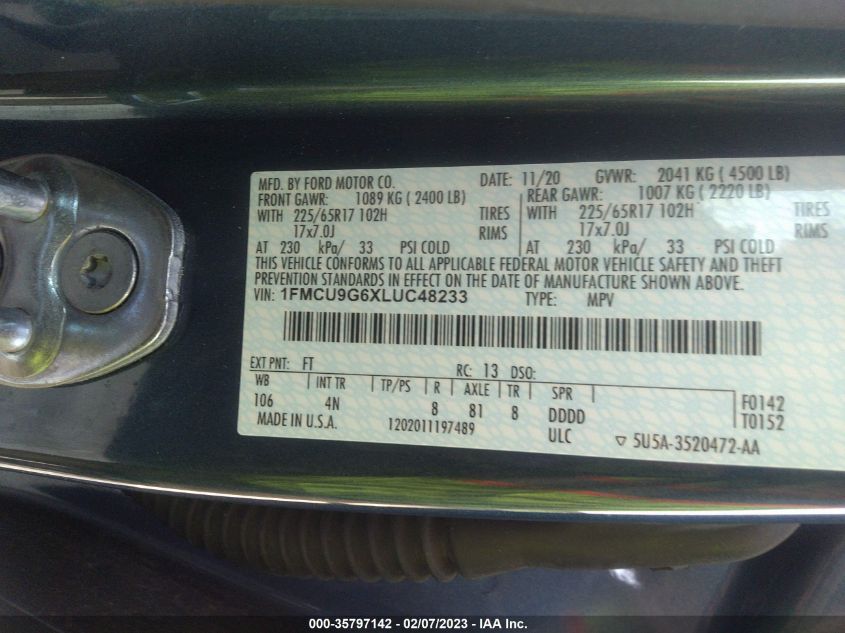 MFD. BY FORD MOTOR CO. DATE: 11/20 GVWR: 2041 KG ( 4500 LB)
FRONT GAWR: 1089 KG ( 2400 LB) REAR GAWR: 1007 KG ( 2220 LB)
WITH 225/65R17 102H TIRES WITH 225/65R17 102H TIRES
17x7.0J RIMS 17x7.0J RIMS
AT 230 kPa/ 33 PSI COLD AT 230 kPa/ 33 PSI COLD
THIS VEHICLE CONFORMS TO ALL APPLICABLE FEDERAL MOTOR VEHICLE SAFETY AND THEFT
PREVENTION STANDARDS IN EFFECT ON THE DATE OF MANUFACTURE SHOWN ABOVE.
VIN: 1FMCU9G6XLUC48233 TYPE: MPV
EXT PNT: FT RC: 13 DSO:
WB INT TR TP/PS R AXLE TR SPR
106 4N 8 81 8 DDDD F0142
MADE IN U.S.A. 1202011197489 ULC T0152
▽ 5U5A-3520472-AA
000-35797142 - 02/07/2023 - IAA Inc.